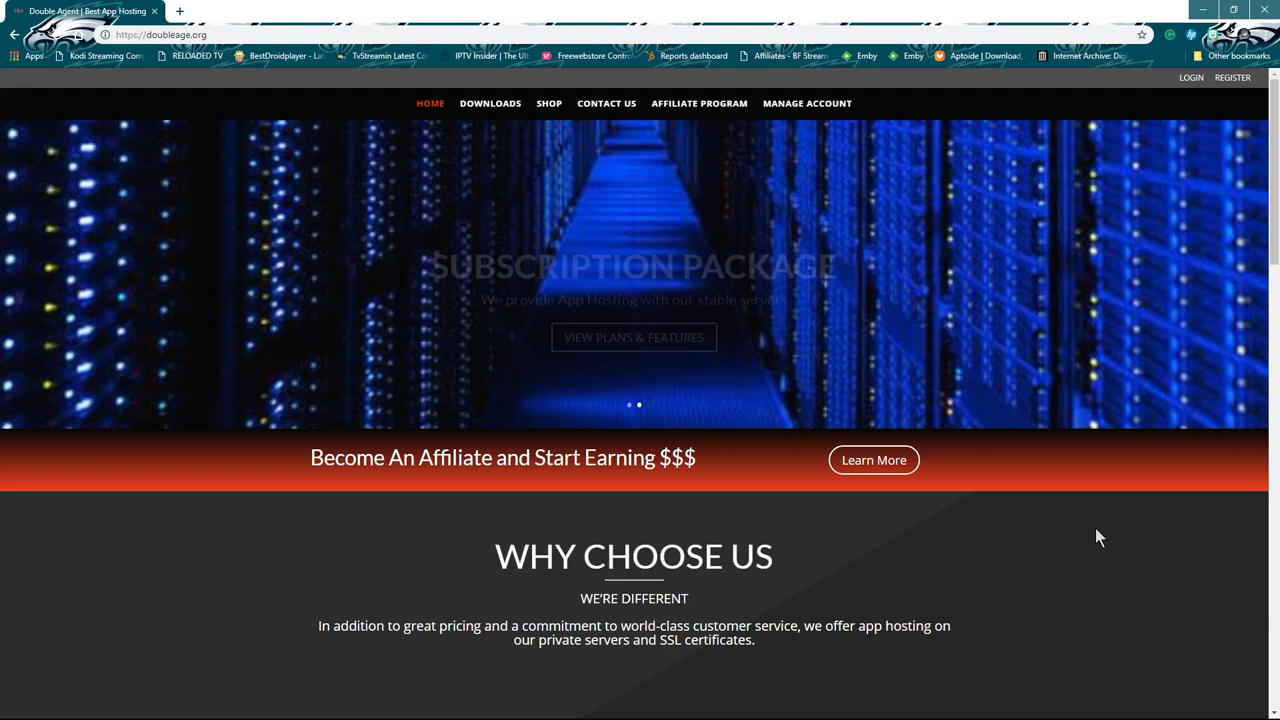 Double Agent | Best App Hosting
https://doubleage.org
Apps Kodi Streaming Com RELOADED TV BestDroidplayer - La TvStreamin Latest Co IPTV Insider | The Ult Freewebstore Contro Reports dashboard Affiliates - BF Stream Emby Emby Aptoide | Download, Internet Archive: Dig Other bookmarks
LOGIN REGISTER
HOME DOWNLOADS SHOP CONTACT US AFFILIATE PROGRAM MANAGE ACCOUNT
SUBSCRIPTION PACKAGE
We provide App Hosting with our stable servers
VIEW PLANS & FEATURES
Become An Affiliate and Start Earning $$$
Learn More
WHY CHOOSE US
WE'RE DIFFERENT
In addition to great pricing and a commitment to world-class customer service, we offer app hosting on
our private servers and SSL certificates.